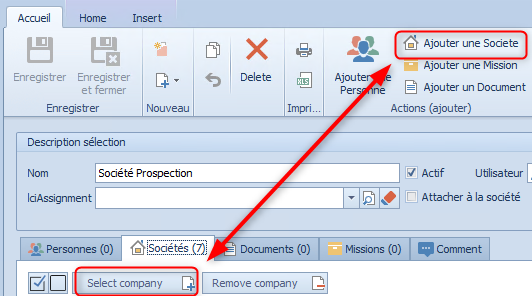 Accueil Home Insert
Ajouter une Societe
Ajouter une Mission
Ajouter un Document
Enregistrer Enregistrer et fermer Delete Ajouter Personne
Enregistrer Nouveau Impri... Actions (ajouter)
Description sélection
Nom Société Prospection Actif Utilisateur
lciAssignment Attacher à la société
Personnes (0) Sociétés (7) Documents (0) Missions (0) Comment
Select company Remove company